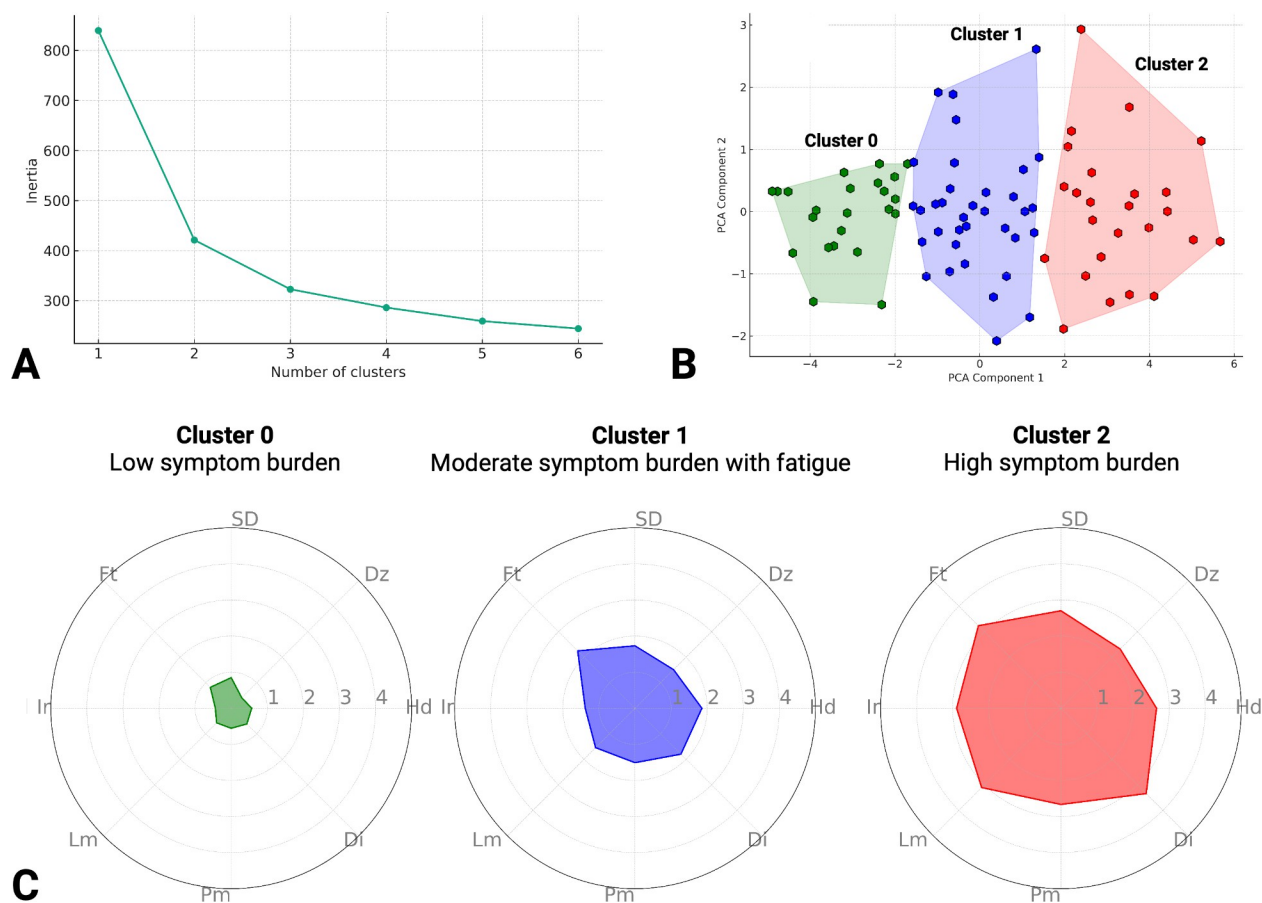 800
700
600
500
400
300
Inertia
1 2 3 4 5 6
Number of clusters
A
3
2
1
0
−1
−2
PCA Component 2
Cluster 0
Cluster 1
Cluster 2
−4 −2 0 2 4 6
PCA Component 1
B
Cluster 0
Low symptom burden
SD
Ft Dz
Ir 1 2 3 4 Hd
Lm Di
Pm
Cluster 1
Moderate symptom burden with fatigue
SD
Ft Dz
Ir 1 2 3 4 Hd
Lm Di
Pm
Cluster 2
High symptom burden
SD
Ft Dz
Ir 1 2 3 4 Hd
Lm Di
Pm
C